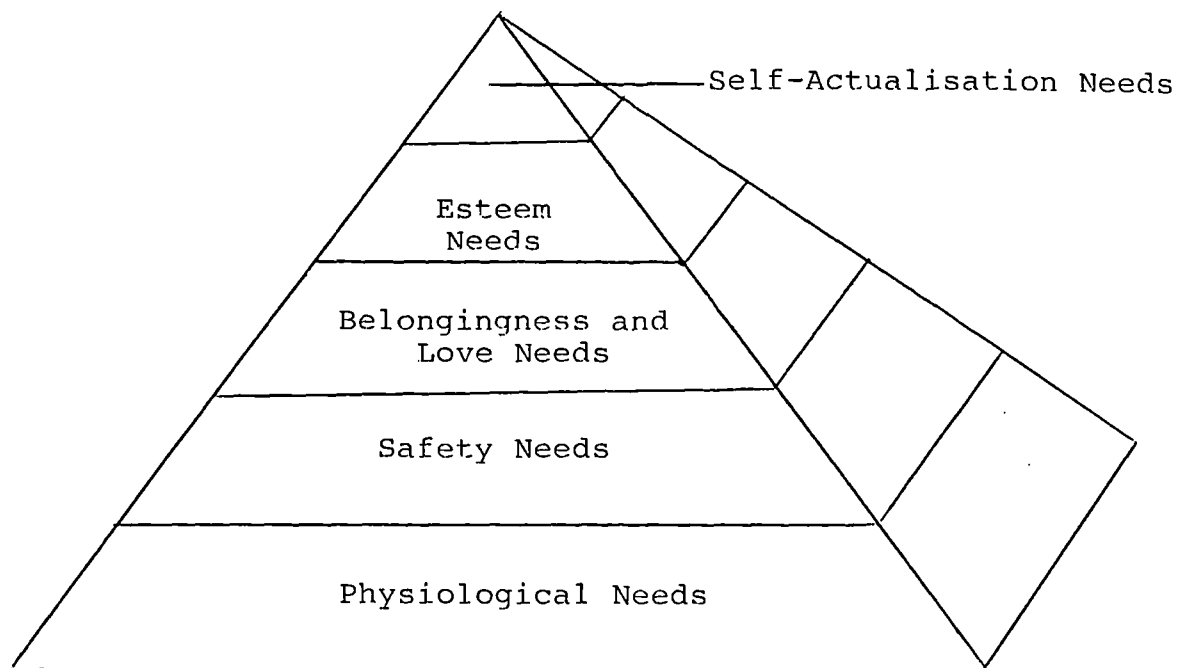 Self-Actualisation Needs
Esteem
Needs
Belongingness and
Love Needs
Safety Needs
Physiological Needs